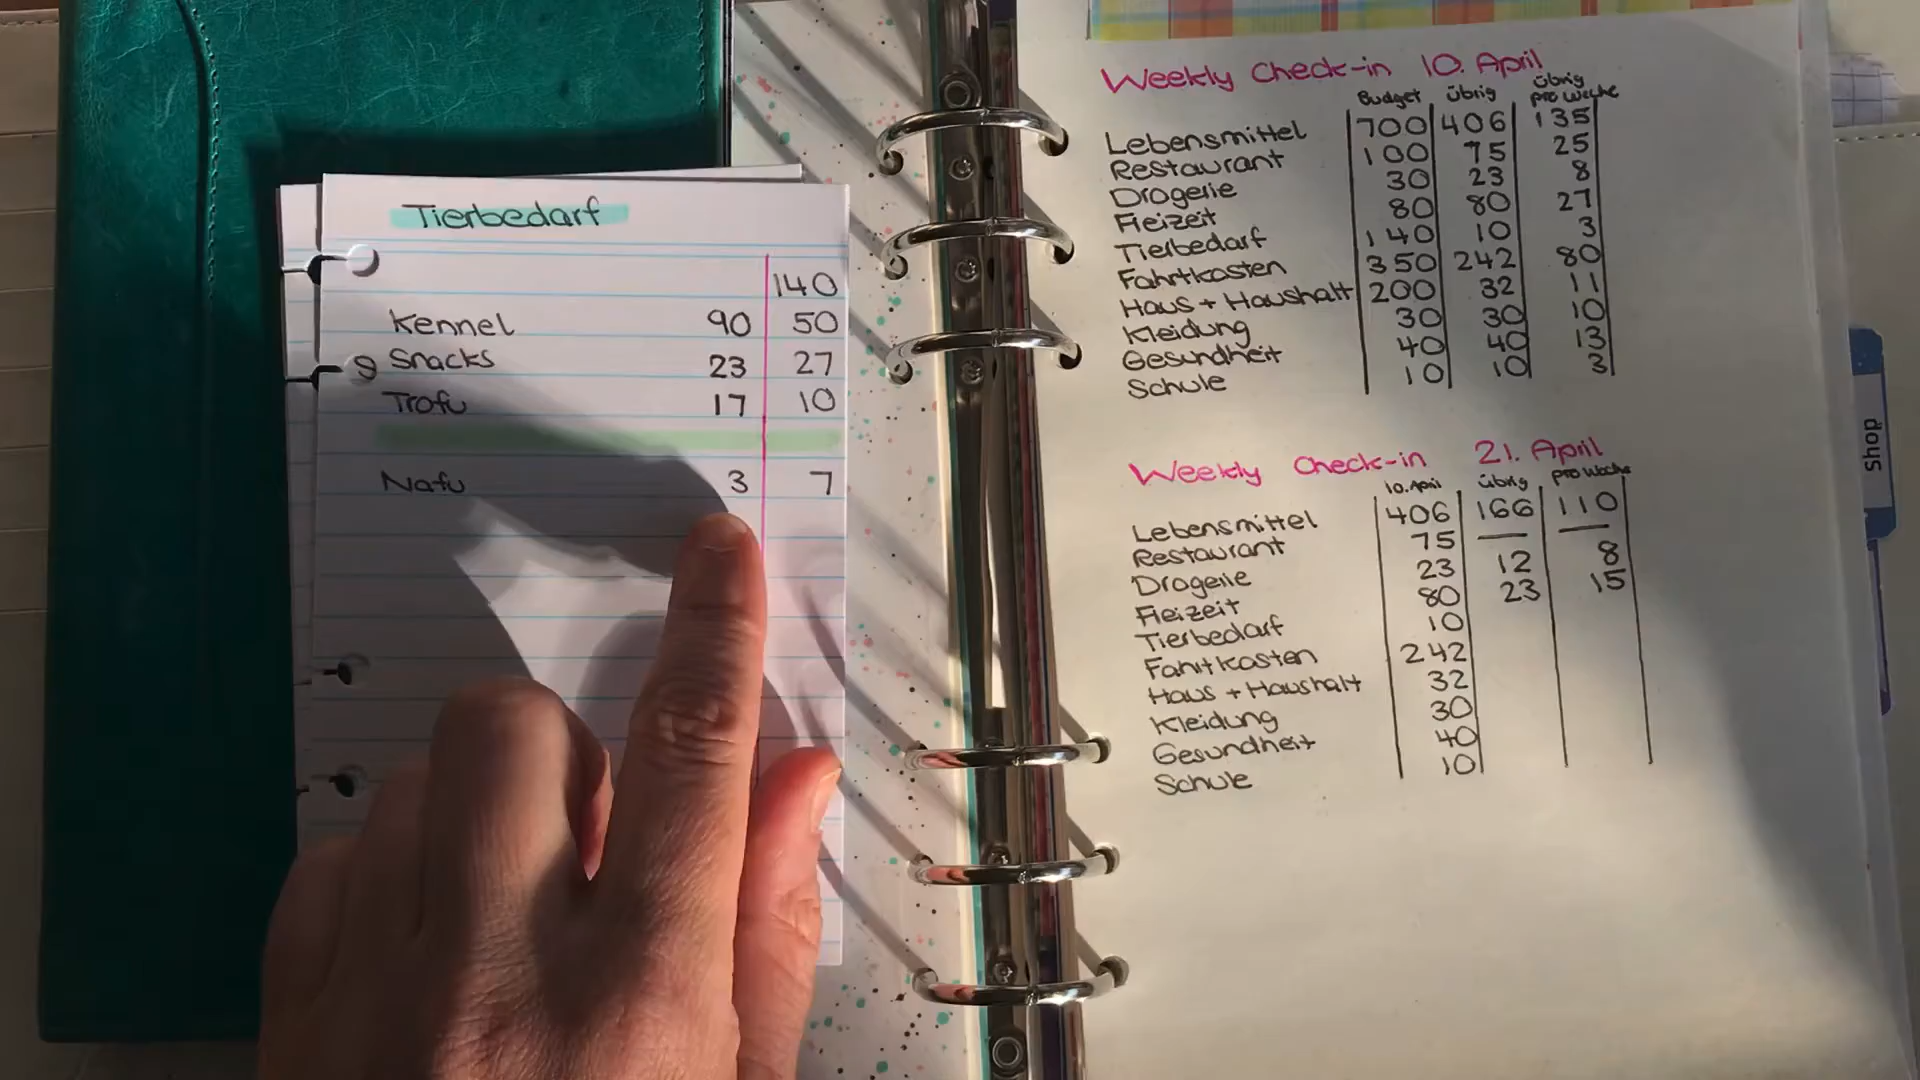 Tierbedarf
140
Kennel 90 50
Snacks 23 27
Trofu 17 10
Nafu 3 7
Weekly Check-in 10. April
Budget übrig übrig pro Woche
Lebensmittel 700 406 135
Restaurant 100 75 25
Drogerie 30 23 8
Freizeit 80 80 27
Tierbedarf 140 10 3
Fahrtkosten 350 242 80
Haus + Haushalt 200 32 11
Kleidung 30 30 10
Gesundheit 40 40 13
Schule 10 10 3
Weekly Check-in 21. April
10. April übrig pro Woche
Lebensmittel 406 166 110
Restaurant 75 — —
Drogerie 23 12 8
Freizeit 80 23 15
Tierbedarf 10
Fahrtkosten 242
Haus + Haushalt 32
Kleidung 30
Gesundheit 40
Schule 10